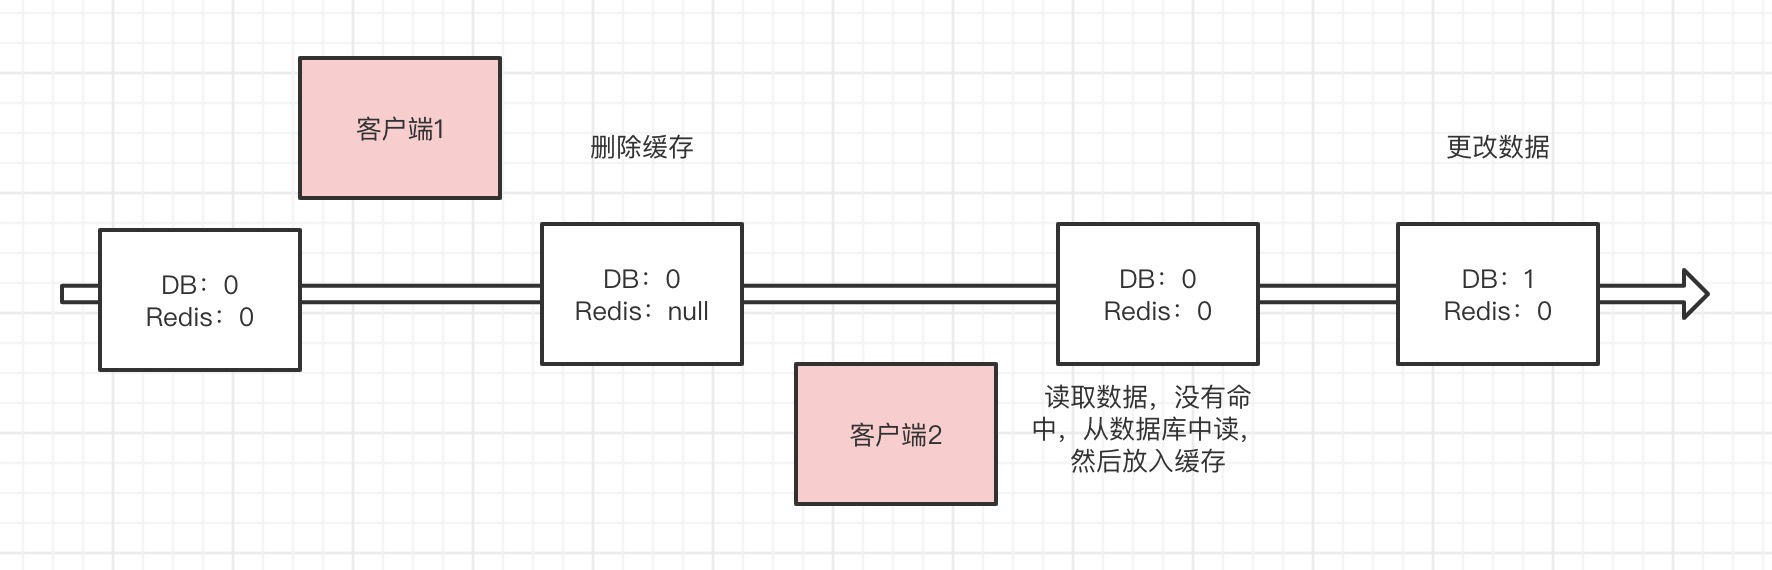 客户端1
删除缓存
更改数据
DB：0
Redis：0
DB：0
Redis：null
DB：0
Redis：0
DB：1
Redis：0
客户端2
读取数据，没有命
中，从数据库中读，
然后放入缓存